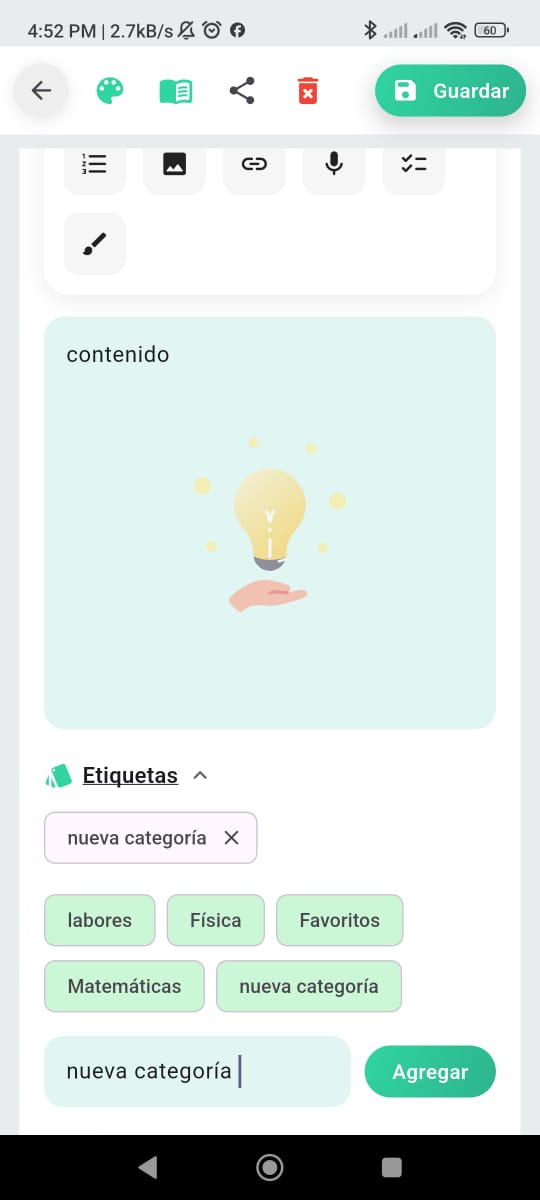 4:52 PM | 2.7kB/s 60
Guardar
contenido
Etiquetas
nueva categoría
labores Física Favoritos
Matemáticas nueva categoría
nueva categoría Agregar